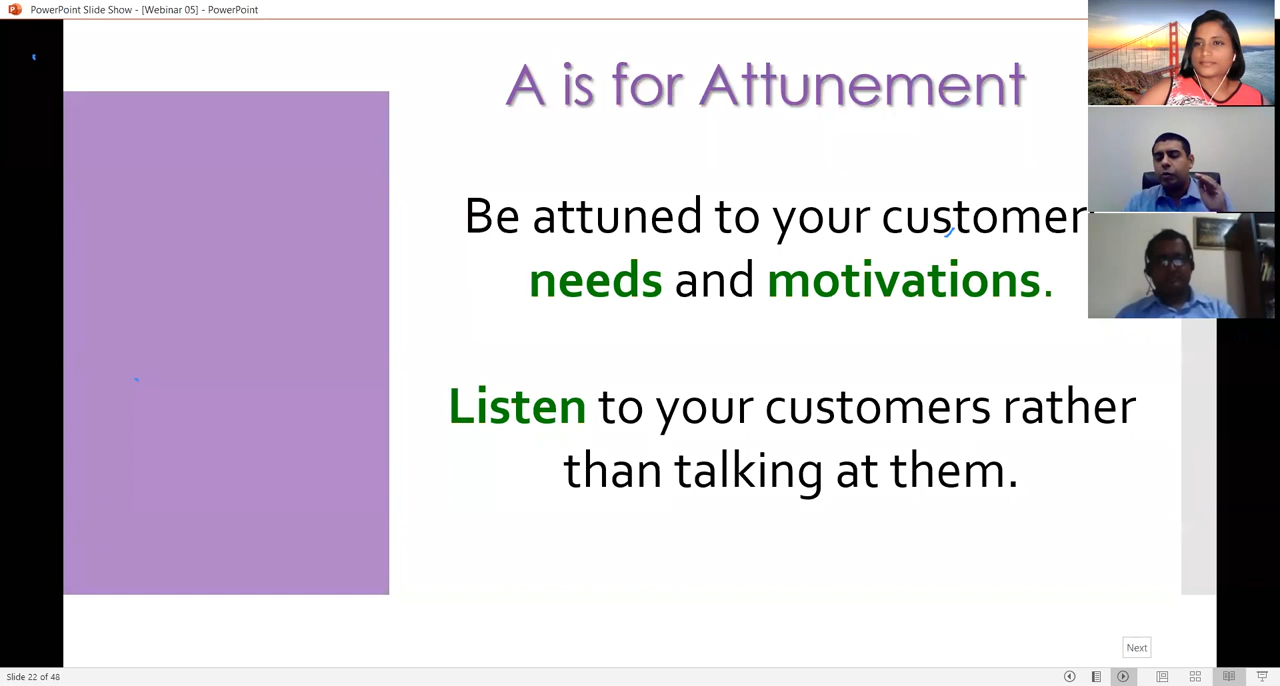 PowerPoint Slide Show - [Webinar 05] - PowerPoint
A is for Attunement
Be attuned to your customer
needs and motivations.
Listen to your customers rather
than talking at them.
Next
Slide 22 of 48